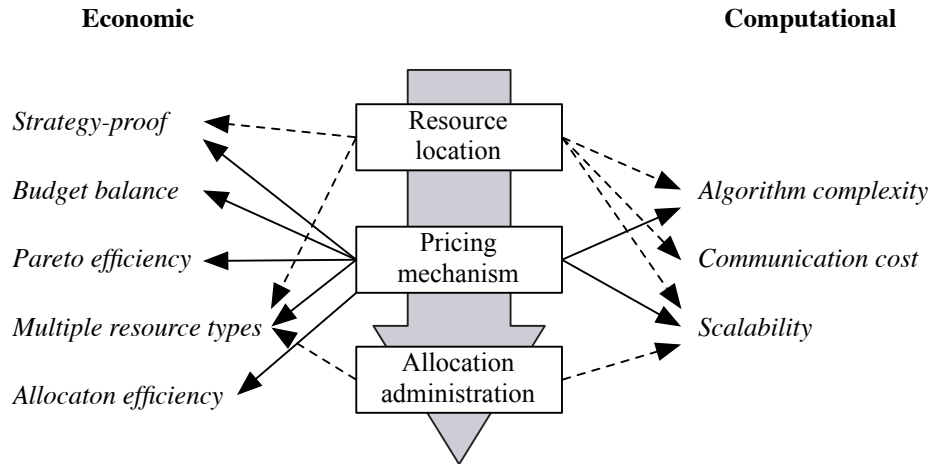 Economic
Computational
Strategy-proof
Budget balance
Pareto efficiency
Multiple resource types
Allocaton efficiency
Resource
location
Pricing
mechanism
Allocation
administration
Algorithm complexity
Communication cost
Scalability